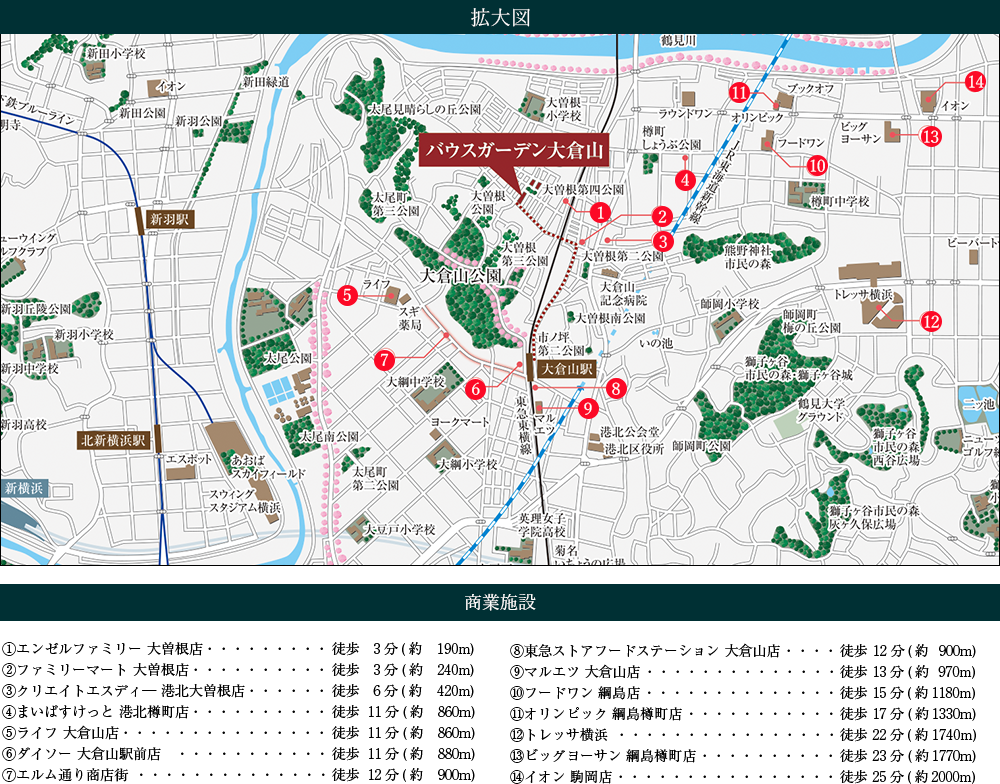 拡大図
鶴見川
新田小学校
イオン
新田緑道
新田公園
新羽公園
下鉄ブルーライン
明寺
太尾見晴らしの丘公園
大曽根
小学校
ラウンドワン
⑪
ブックオフ
オリンピック
⑭
イオン
ビッグ
ヨーサン
⑬
樽町
しょうぶ公園
フードワン
⑩
④
JR東海道新幹線
樽町中学校
バウスガーデン大倉山
大曽根第四公園
①
②
③
大曽根
公園
太尾町
第三公園
新羽駅
大曽根
第三公園
大曽根第二公園
大倉山公園
熊野神社
市民の森
ビーバート
ューウイング
ルフクラブ
トレッサ横浜
⑫
ライフ
⑤
スギ
薬局
大倉山
記念病院
大曽根南公園
いの池
師岡小学校
師岡町
梅の丘公園
新羽丘陵公園
新羽小学校
新羽中学校
太尾公園
⑦
市ノ坪
第二公園
大倉山駅
獅子ヶ谷
市民の森・獅子ヶ谷城
大綱中学校
⑥
⑧
⑨
マル
エツ
東急東横線
鶴見大学
グラウンド
二ッ池
新羽高校
北新横浜駅
太尾南公園
ヨークマート
港北公会堂
港北区役所
師岡町公園
獅子ヶ谷
市民の森
西谷広場
エスポット
あおば
スカイフィールド
大綱小学校
新横浜
太尾町
第二公園
スウィング
スタジアム横浜
獅子ヶ谷市民の森
灰ヶ久保広場
大豆戸小学校
英理女子
学院高校
菊名
いちょうの広場
商業施設
①エンゼルファミリー 大曽根店・・・・・・・・・徒歩 3分(約 190m)
②ファミリーマート 大曽根店・・・・・・・・・・徒歩 3分(約 240m)
③クリエイトエスディー 港北大曽根店・・・・・・徒歩 6分(約 420m)
④まいばすけっと 港北樽町店・・・・・・・・・・徒歩 11分(約 860m)
⑤ライフ 大倉山店・・・・・・・・・・・・・・・徒歩 11分(約 860m)
⑥ダイソー 大倉山駅前店 ・・・・・・・・・・・徒歩 11分(約 880m)
⑦エルム通り商店街 ・・・・・・・・・・・・・・徒歩 12分(約 900m)
⑧東急ストアフードステーション 大倉山店・・・・徒歩 12分(約 900m)
⑨マルエツ 大倉山店・・・・・・・・・・・・・・徒歩 13分(約 970m)
⑩フードワン 綱島店・・・・・・・・・・・・・・徒歩 15分(約1180m)
⑪オリンピック 綱島樽町店・・・・・・・・・・・徒歩 17分(約1330m)
⑫トレッサ横浜 ・・・・・・・・・・・・・・・・徒歩 22分(約1740m)
⑬ビッグヨーサン 綱島樽町店・・・・・・・・・・徒歩 23分(約1770m)
⑭イオン 駒岡店・・・・・・・・・・・・・・・・徒歩 25分(約2000m)